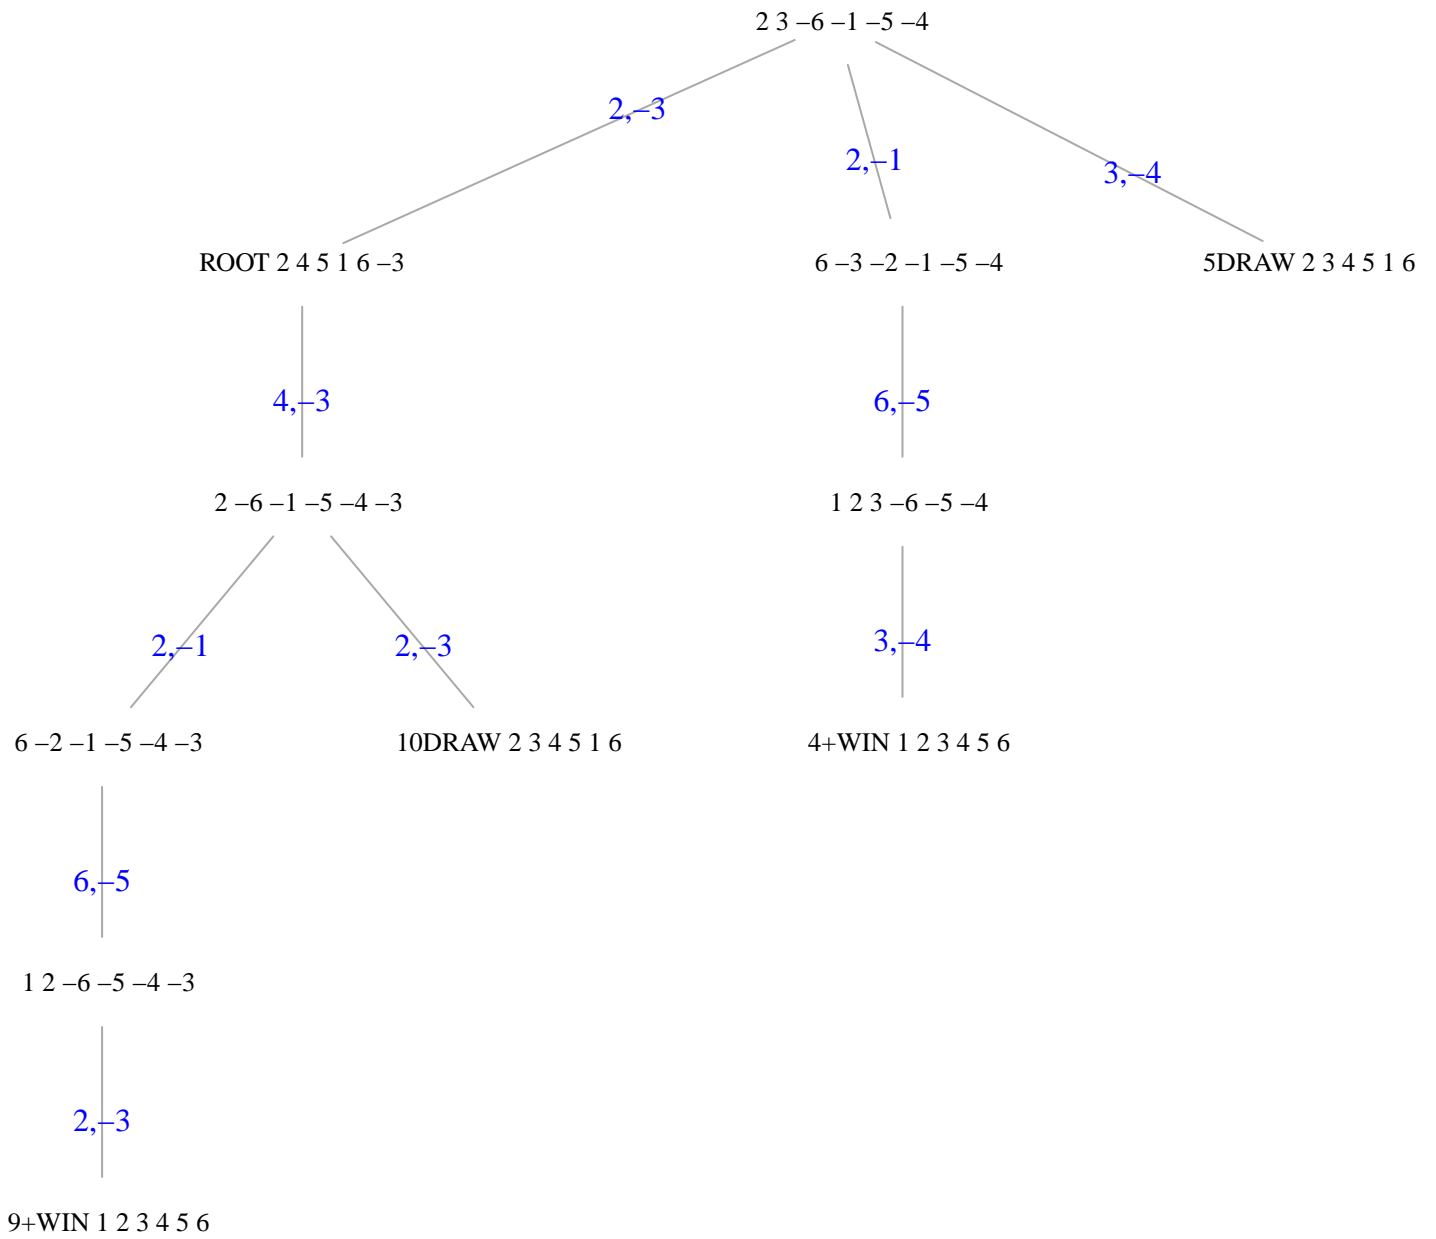 2 3 –6 –1 –5 –4
2,–3
2,–1
3,–4
ROOT 2 4 5 1 6 –3
6 –3 –2 –1 –5 –4
5DRAW 2 3 4 5 1 6
4,–3
6,–5
2 –6 –1 –5 –4 –3
1 2 3 –6 –5 –4
2,–1
2,–3
3,–4
6 –2 –1 –5 –4 –3
10DRAW 2 3 4 5 1 6
4+WIN 1 2 3 4 5 6
6,–5
1 2 –6 –5 –4 –3
2,–3
9+WIN 1 2 3 4 5 6